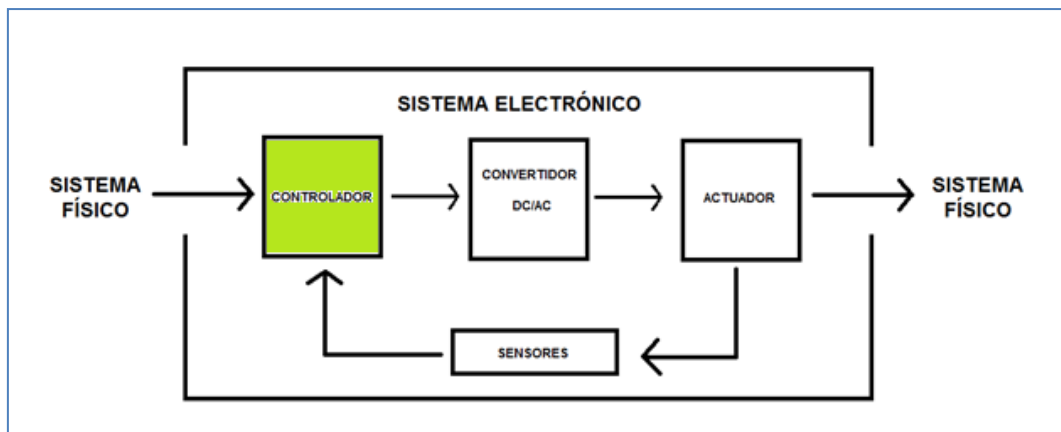 SISTEMA ELECTRÓNICO
SISTEMA
FÍSICO
CONTROLADOR
CONVERTIDOR
DC/AC
ACTUADOR
SISTEMA
FÍSICO
SENSORES